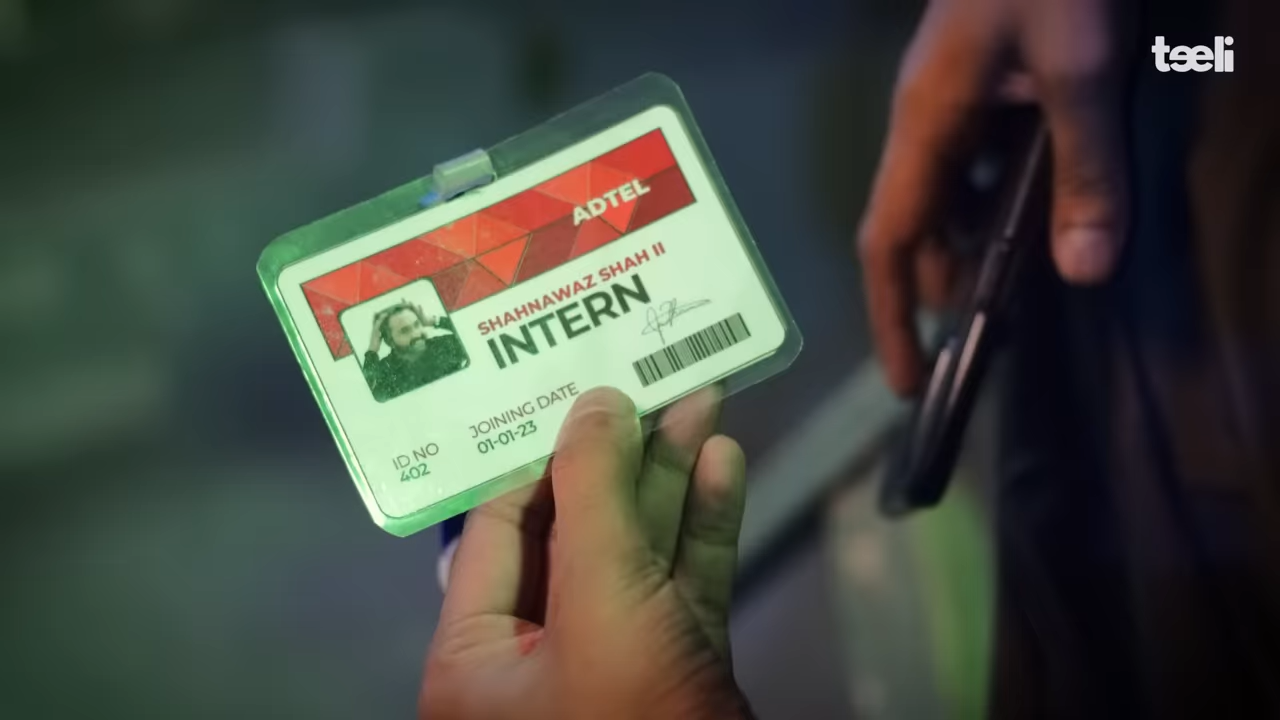 teeli
ADTEL
SHAHNAWAZ SHAH II
INTERN
JOINING DATE
01-01-23
ID NO
402